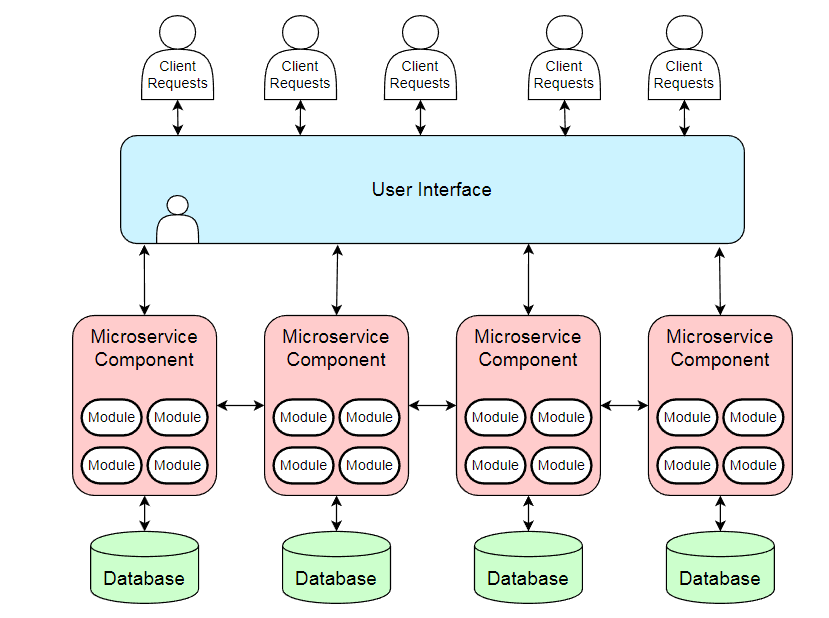 Client
Requests
Client
Requests
Client
Requests
Client
Requests
Client
Requests
User Interface
Microservice
Component
Microservice
Component
Microservice
Component
Microservice
Component
Module Module
Module Module
Module Module
Module Module
Module Module
Module Module
Module Module
Module Module
Database
Database
Database
Database